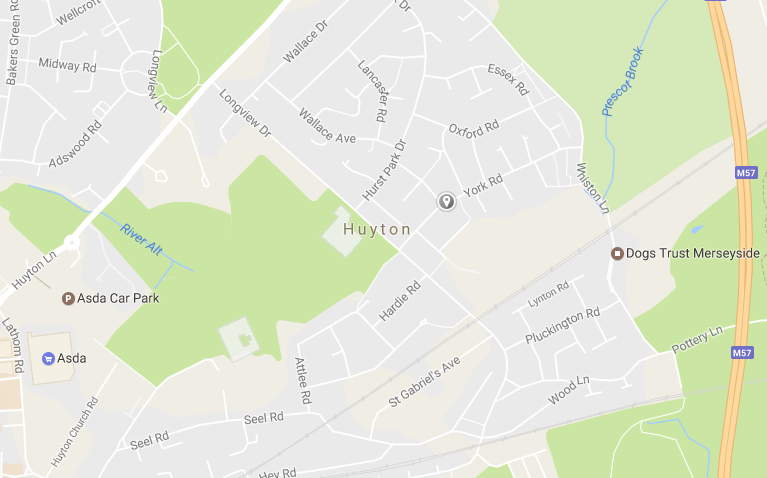 Wellcroft
Bakers Green Rd
Midway Rd
Longview Ln
Adswood Rd
Wallace Dr
Dr
Longview Dr
Lancaster Rd
Wallace Ave
Essex Rd
Oxford Rd
Hurst Park Dr
York Rd
Prescot Brook
Whiston Ln
M57
River Alt
Huyton
Huyton Ln
Asda Car Park
Dogs Trust Merseyside
Lynton Rd
Hardie Rd
Pluckington Rd
Pottery Ln
Lathom Rd
Asda
M57
Attlee Rd
St Gabriel's Ave
Wood Ln
Huyton Church Rd
Seel Rd
Seel Rd
Hey Rd